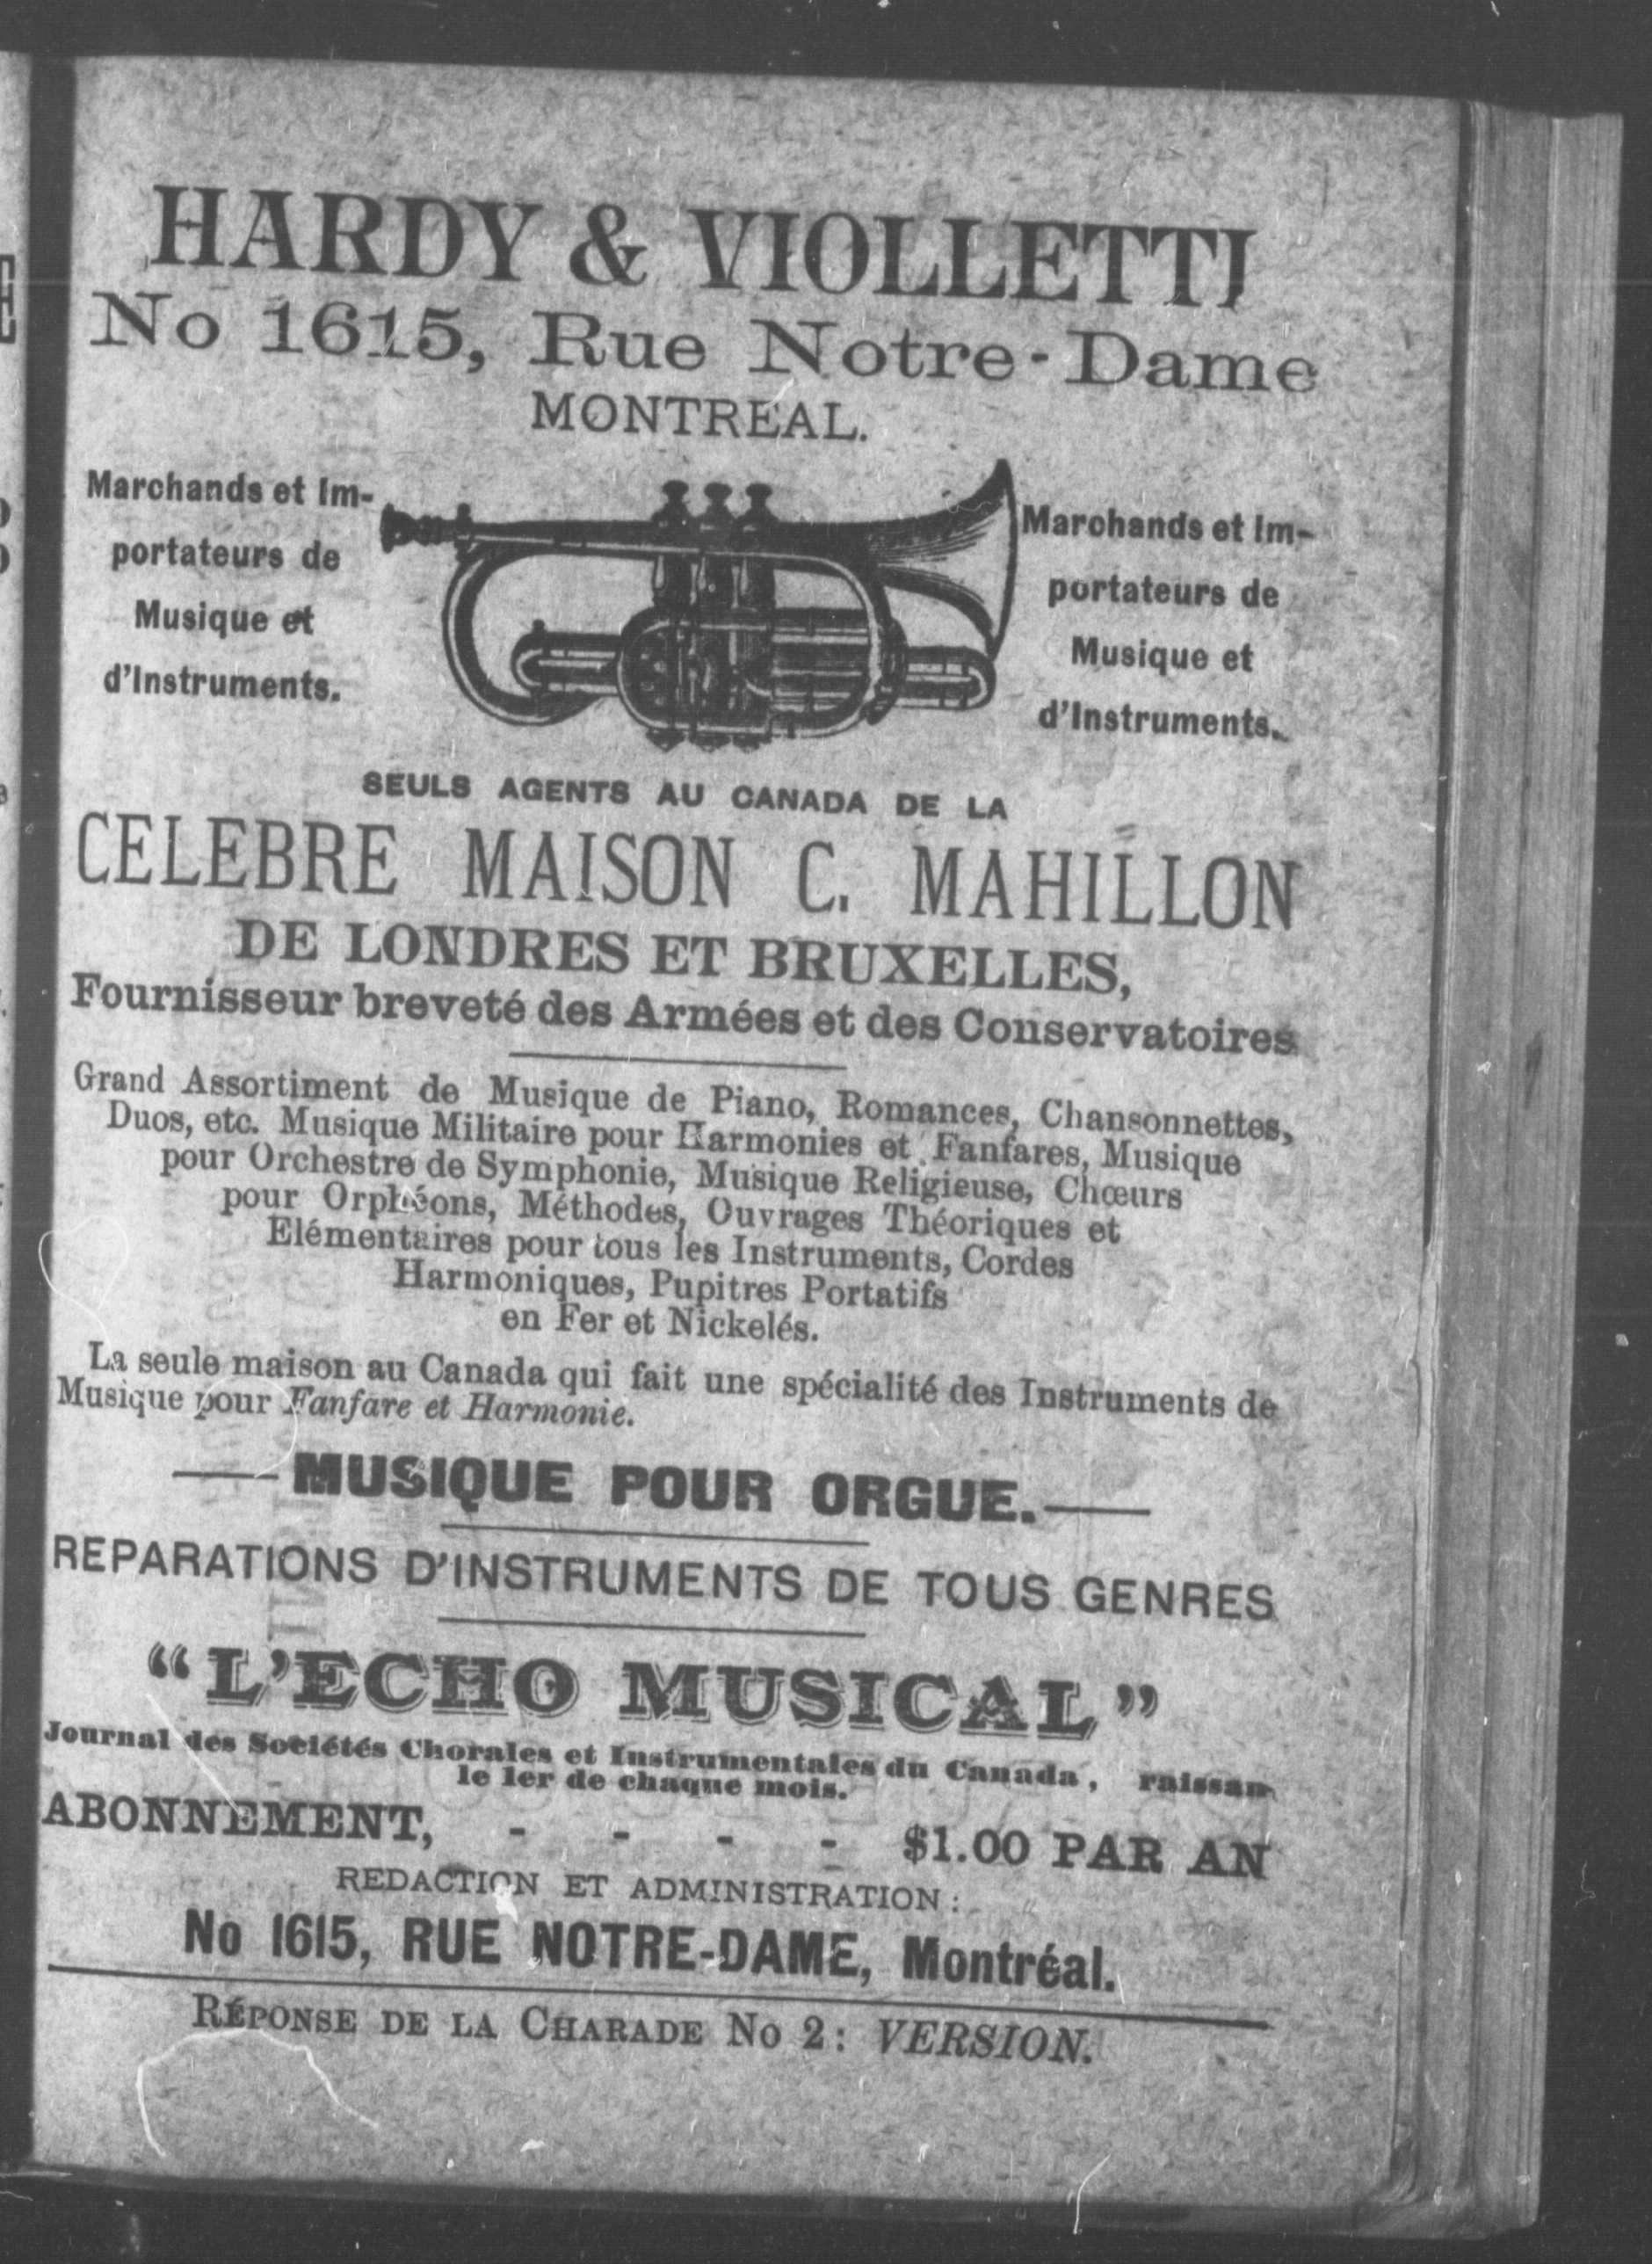 HARDY & VIOLLETTI
No 1615, Rue Notre-Dame
MONTREAL.
Marchands et Im-
portateurs de
Musique et
d'Instruments.
Marchands et Im-
portateurs de
Musique et
d'Instruments.
SEULS AGENTS AU CANADA DE LA
CELEBRE MAISON C. MAHILLON
DE LONDRES ET BRUXELLES,
Fournisseur breveté des Armées et des Conservatoires
Grand Assortiment de Musique de Piano, Romances, Chansonnettes,
Duos, etc. Musique Militaire pour Harmonies et Fanfares, Musique
pour Orchestre de Symphonie, Musique Religieuse, Chœurs
pour Orphéons, Méthodes, Ouvrages Théoriques et
Elémentaires pour tous les Instruments, Cordes
Harmoniques, Pupitres Portatifs
en Fer et Nickelés.
La seule maison au Canada qui fait une spécialité des Instruments de
Musique pour Fanfare et Harmonie.
— MUSIQUE POUR ORGUE. —
REPARATIONS D'INSTRUMENTS DE TOUS GENRES
“L'ECHO MUSICAL”
Journal des Sociétés Chorales et Instrumentales du Canada, raissan
le 1er de chaque mois.
ABONNEMENT, - - - - $1.00 PAR AN
REDACTION ET ADMINISTRATION:
No 1615, RUE NOTRE-DAME, Montréal.
RÉPONSE DE LA CHARADE No 2: VERSION.